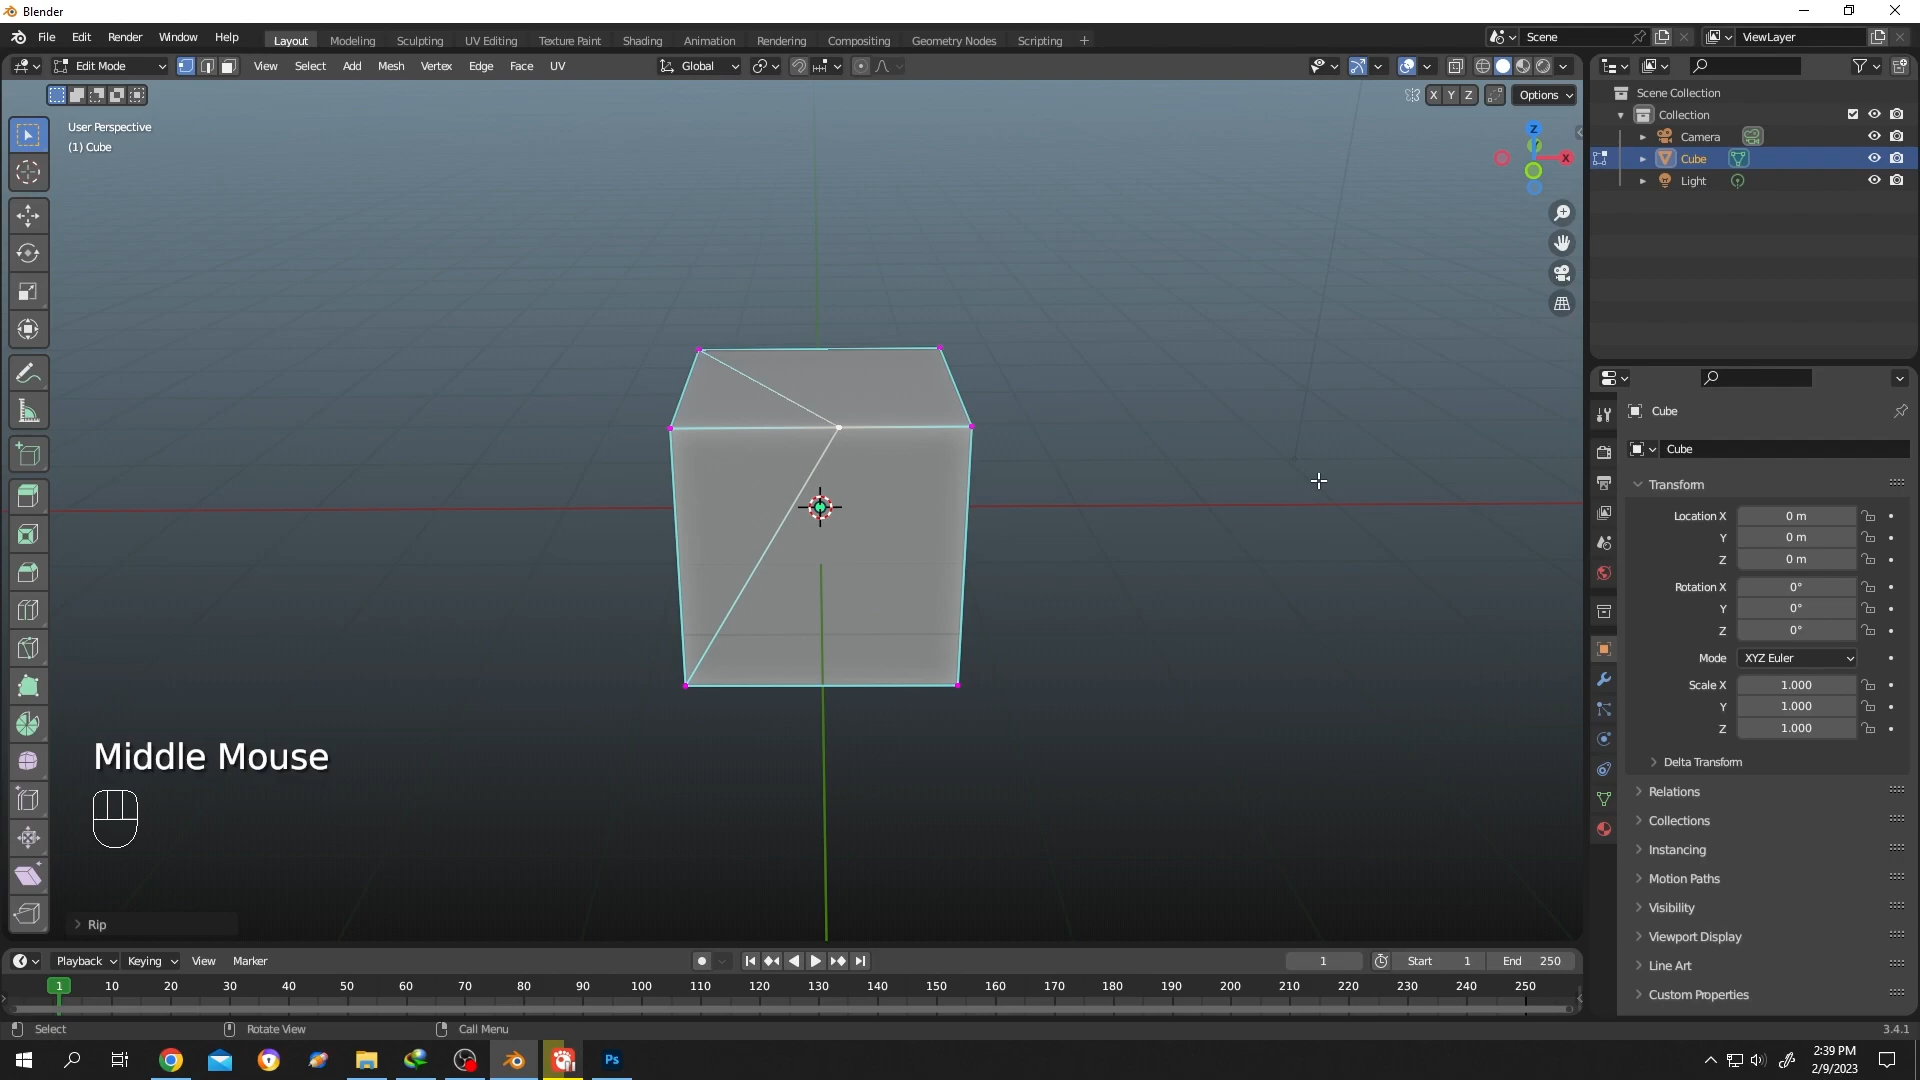 Blender
File Edit Render Window Help
Layout Modeling Sculpting UV Editing Texture Paint Shading Animation Rendering Compositing Geometry Nodes Scripting +
Scene
ViewLayer
Edit Mode View Select Add Mesh Vertex Edge Face UV
Global
X Y Z Options
User Perspective
(1) Cube
Z
X
Scene Collection
Collection
Camera
Cube
Light
Cube
Cube
Transform
Location X 0 m
Y 0 m
Z 0 m
Rotation X 0°
Y 0°
Z 0°
Mode XYZ Euler
Scale X 1.000
Y 1.000
Z 1.000
Delta Transform
Relations
Collections
Instancing
Motion Paths
Visibility
Viewport Display
Line Art
Custom Properties
Middle Mouse
Rip
Playback Keying View Marker
1 Start 1 End 250
1 10 20 30 40 50 60 70 80 90 100 110 120 130 140 150 160 170 180 190 200 210 220 230 240 250
Select Rotate View Call Menu
3.4.1
Ps
2:39 PM
2/9/2023